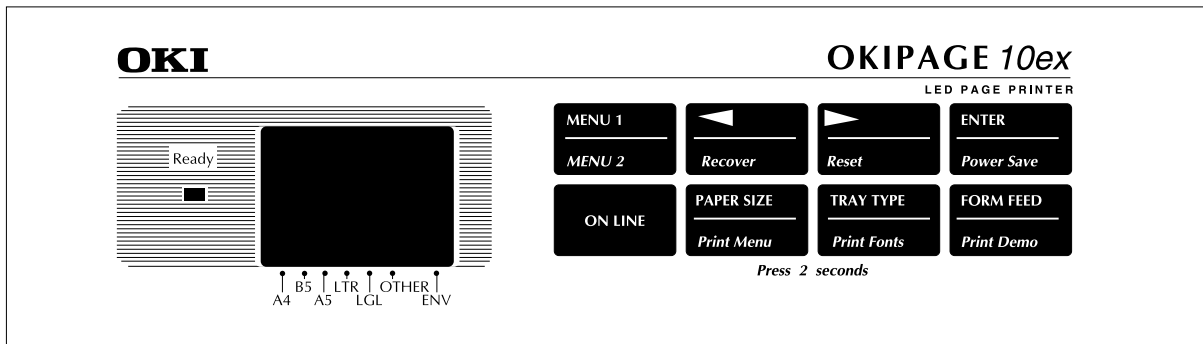 OKI
OKIPAGE 10ex
LED PAGE PRINTER
Ready
MENU 1
MENU 2
Recover
Reset
ENTER
Power Save
ON LINE
PAPER SIZE
Print Menu
TRAY TYPE
Print Fonts
FORM FEED
Print Demo
Press 2 seconds
B5 LTR OTHER
A4 A5 LGL ENV